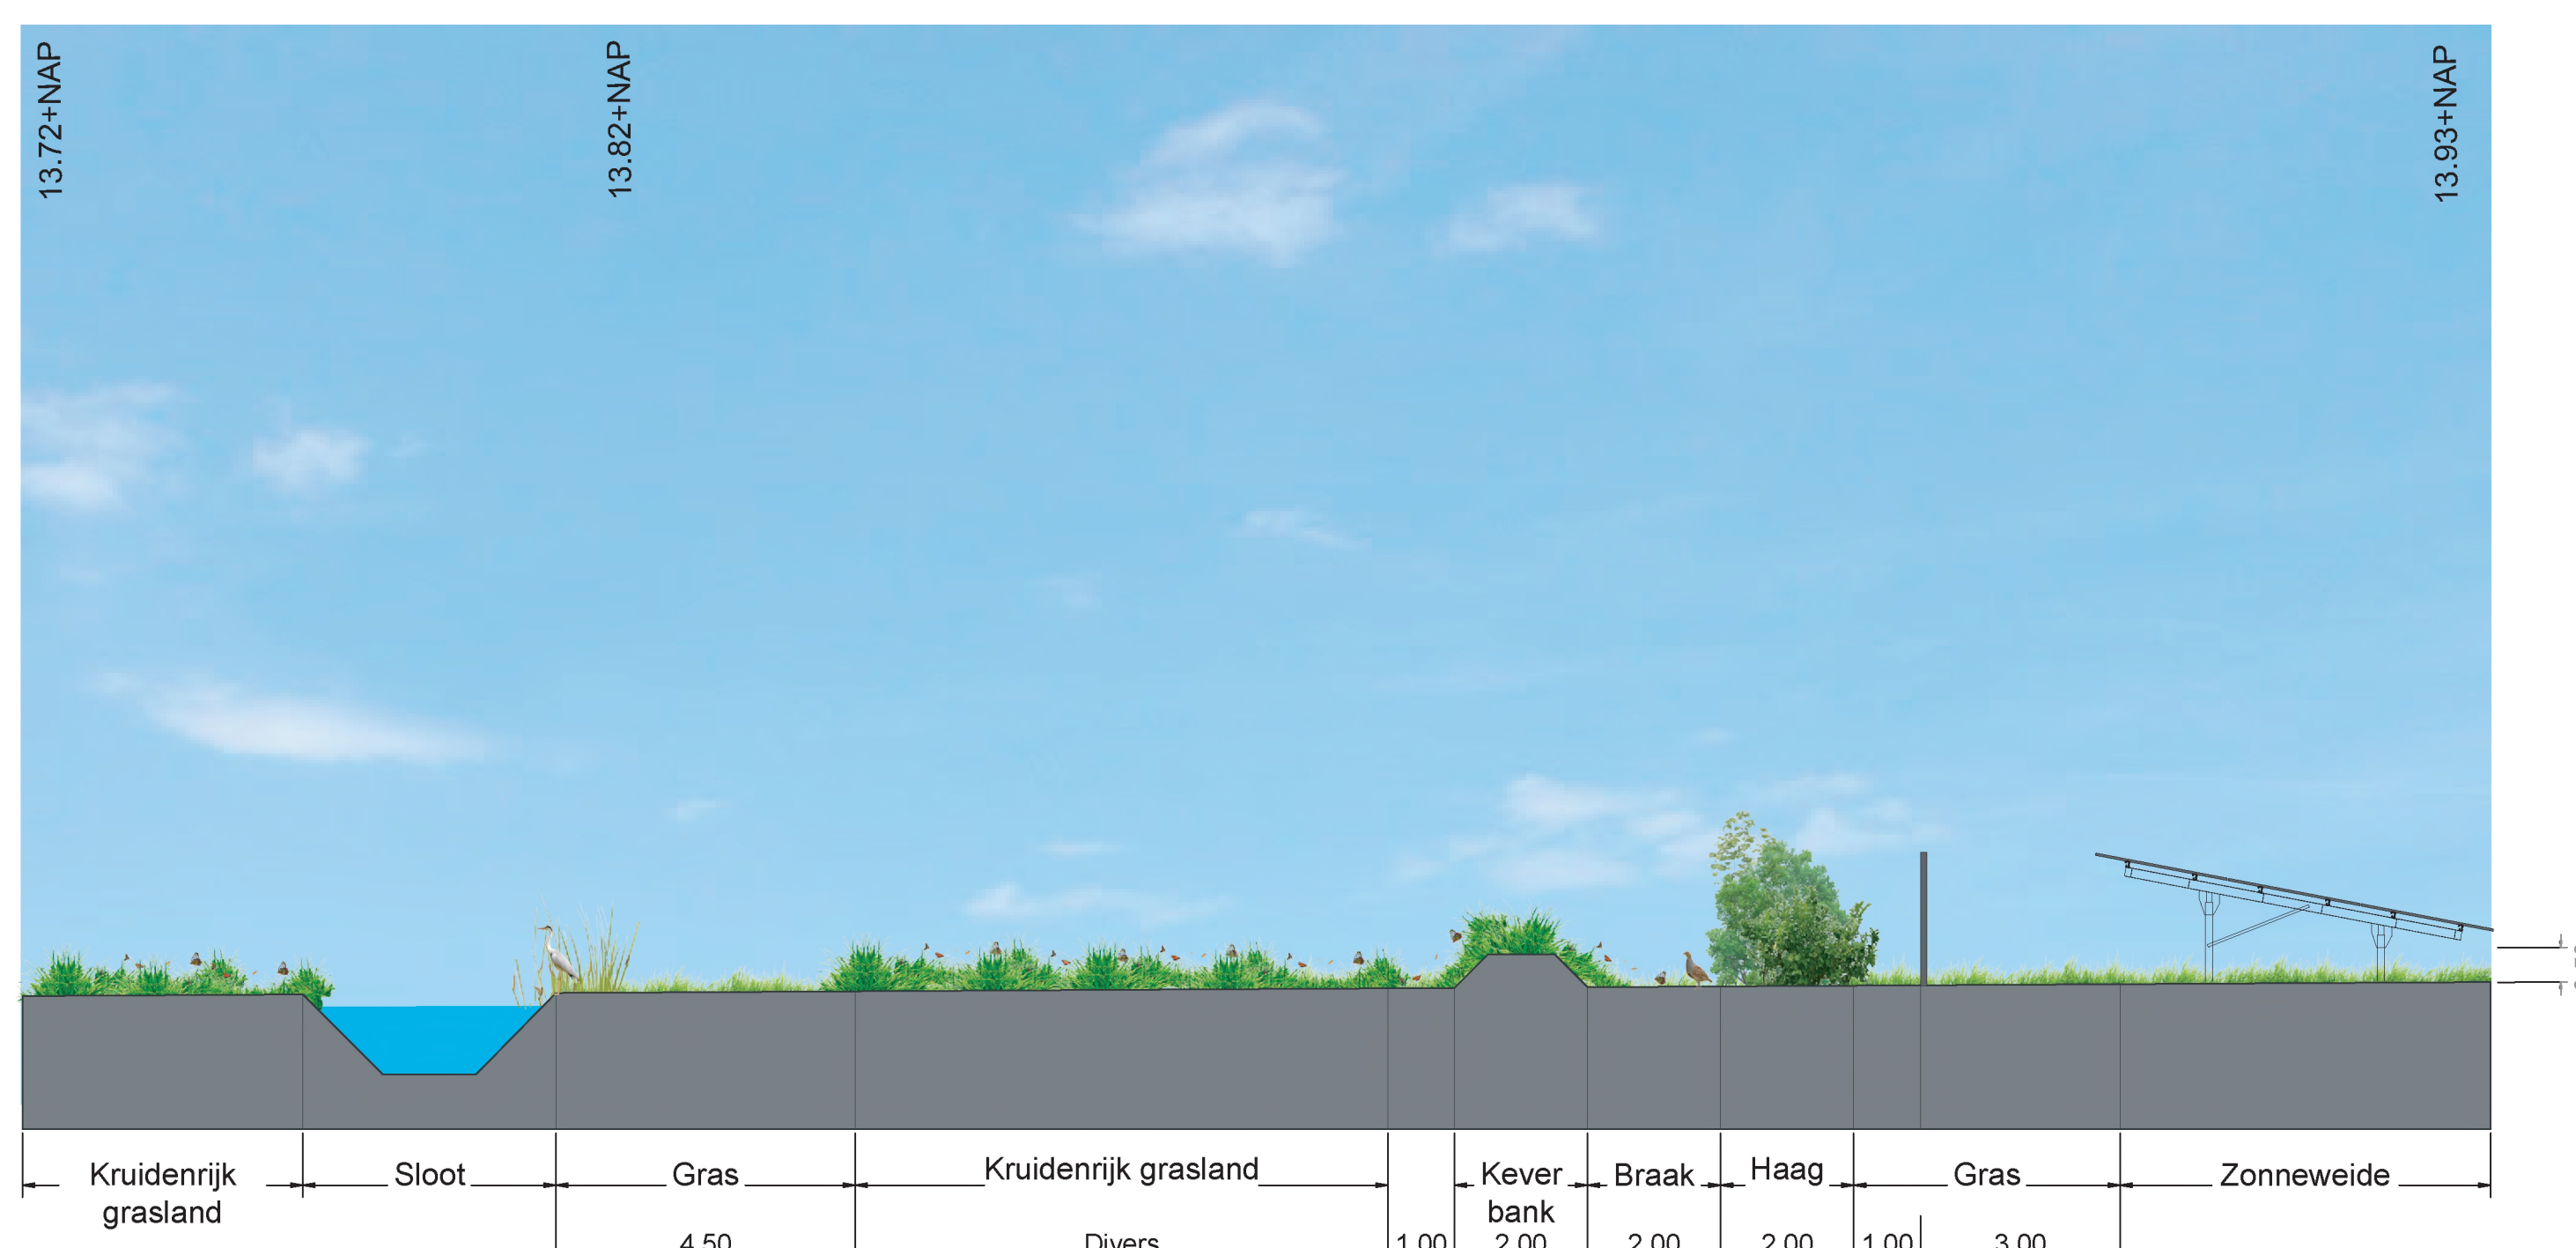 13.72+NAP
13.82+NAP
13.93+NAP
Kruidenrijk
grasland
Sloot
Gras
Kruidenrijk grasland
Kever
bank
Braak
Haag
Gras
Zonneweide
4.50
Divers
1.00
2.00
2.00
2.00
1.00
3.00